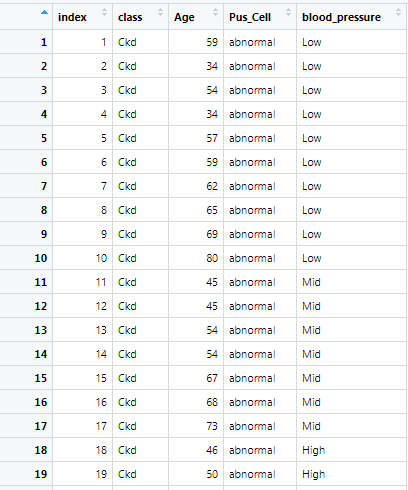 index class Age Pus_Cell blood_pressure
1 1 Ckd 59 abnormal Low
2 2 Ckd 34 abnormal Low
3 3 Ckd 54 abnormal Low
4 4 Ckd 34 abnormal Low
5 5 Ckd 57 abnormal Low
6 6 Ckd 59 abnormal Low
7 7 Ckd 62 abnormal Low
8 8 Ckd 65 abnormal Low
9 9 Ckd 69 abnormal Low
10 10 Ckd 80 abnormal Low
11 11 Ckd 45 abnormal Mid
12 12 Ckd 45 abnormal Mid
13 13 Ckd 54 abnormal Mid
14 14 Ckd 54 abnormal Mid
15 15 Ckd 67 abnormal Mid
16 16 Ckd 68 abnormal Mid
17 17 Ckd 73 abnormal Mid
18 18 Ckd 46 abnormal High
19 19 Ckd 50 abnormal High